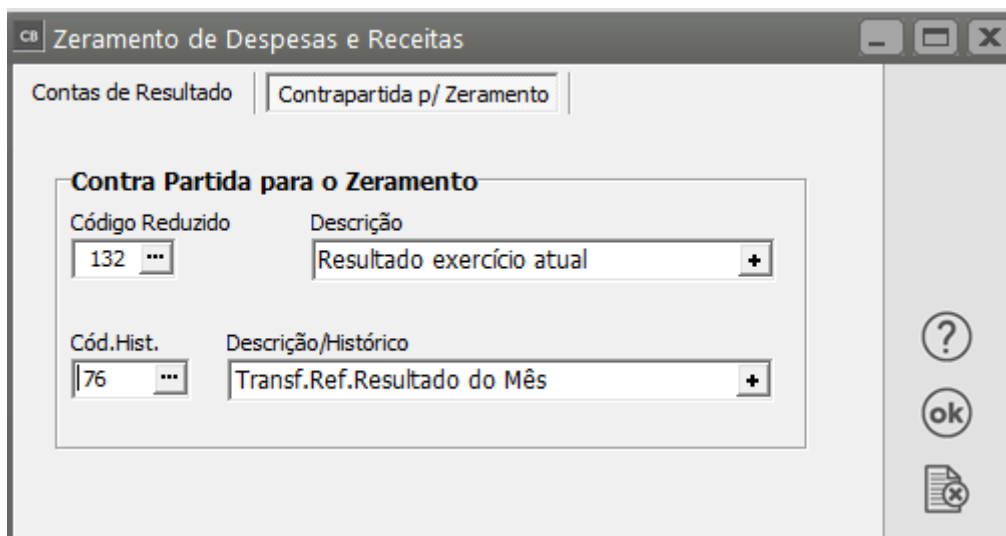 CB Zeramento de Despesas e Receitas
Contas de Resultado Contrapartida p/ Zeramento
Contra Partida para o Zeramento
Código Reduzido Descrição
132 ... Resultado exercício atual +
Cód.Hist. Descrição/Histórico
76 ... Transf.Ref.Resultado do Mês +
?
ok